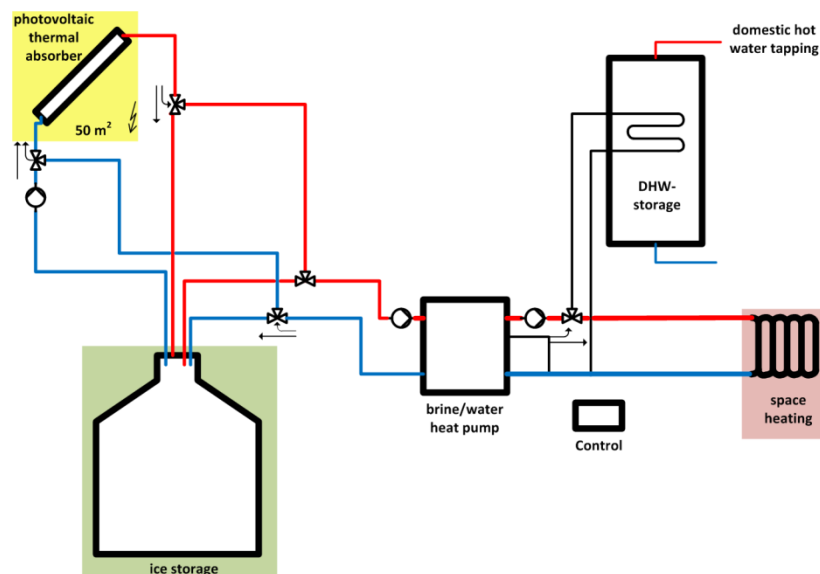 photovoltaic
thermal
absorber
50 m²
domestic hot
water tapping
DHW-
storage
brine/water
heat pump
Control
space
heating
ice storage